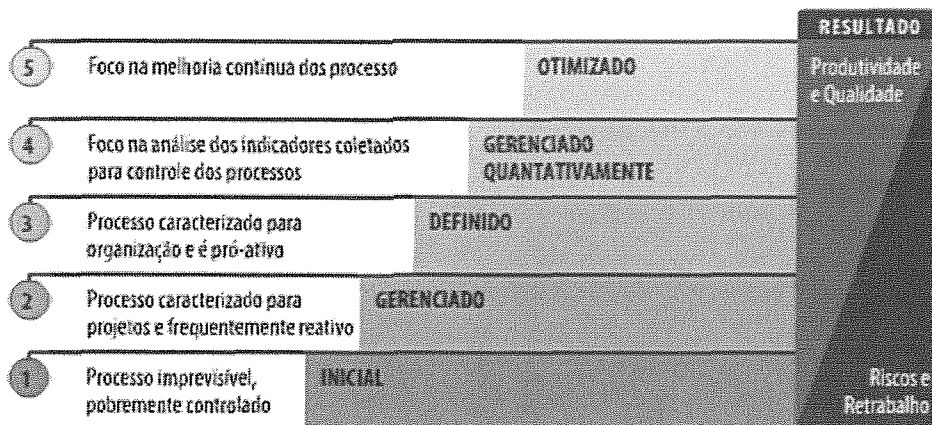 RESULTADO
5
Foco na melhoria contínua dos processo
OTIMIZADO
Produtividade
e Qualidade
4
Foco na análise dos indicadores coletados
para controle dos processos
GERENCIADO
QUANTATIVAMENTE
3
Processo caracterizado para
organização e é pró-ativo
DEFINIDO
2
Processo caracterizado para
projetos e frequentemente reativo
GERENCIADO
1
Processo imprevisível,
pobremente controlado
INICIAL
Riscos e
Retrabalho